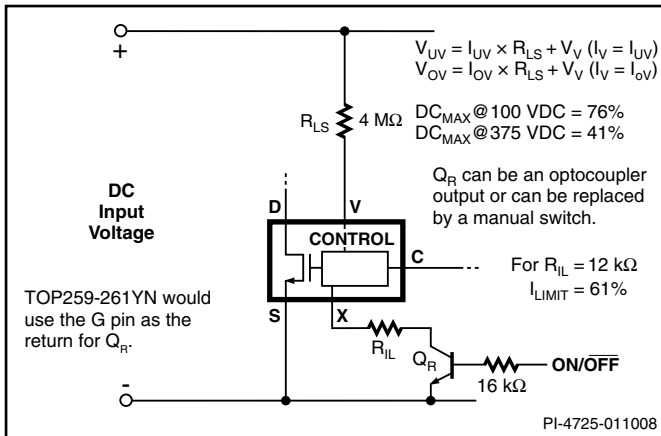 +
V_UV = I_UV × R_LS + V_V (I_V = I_UV)
V_OV = I_OV × R_LS + V_V (I_V = I_oV)
R_LS
4 MΩ
DC_MAX@100 VDC = 76%
DC_MAX@375 VDC = 41%
DC
Input
Voltage
Q_R can be an optocoupler
output or can be replaced
by a manual switch.
D
V
CONTROL
C
For R_IL = 12 kΩ
I_LIMIT = 61%
TOP259-261YN would
use the G pin as the
return for Q_R.
S
X
R_IL
Q_R
ON/O̅F̅F̅
16 kΩ
-
PI-4725-011008